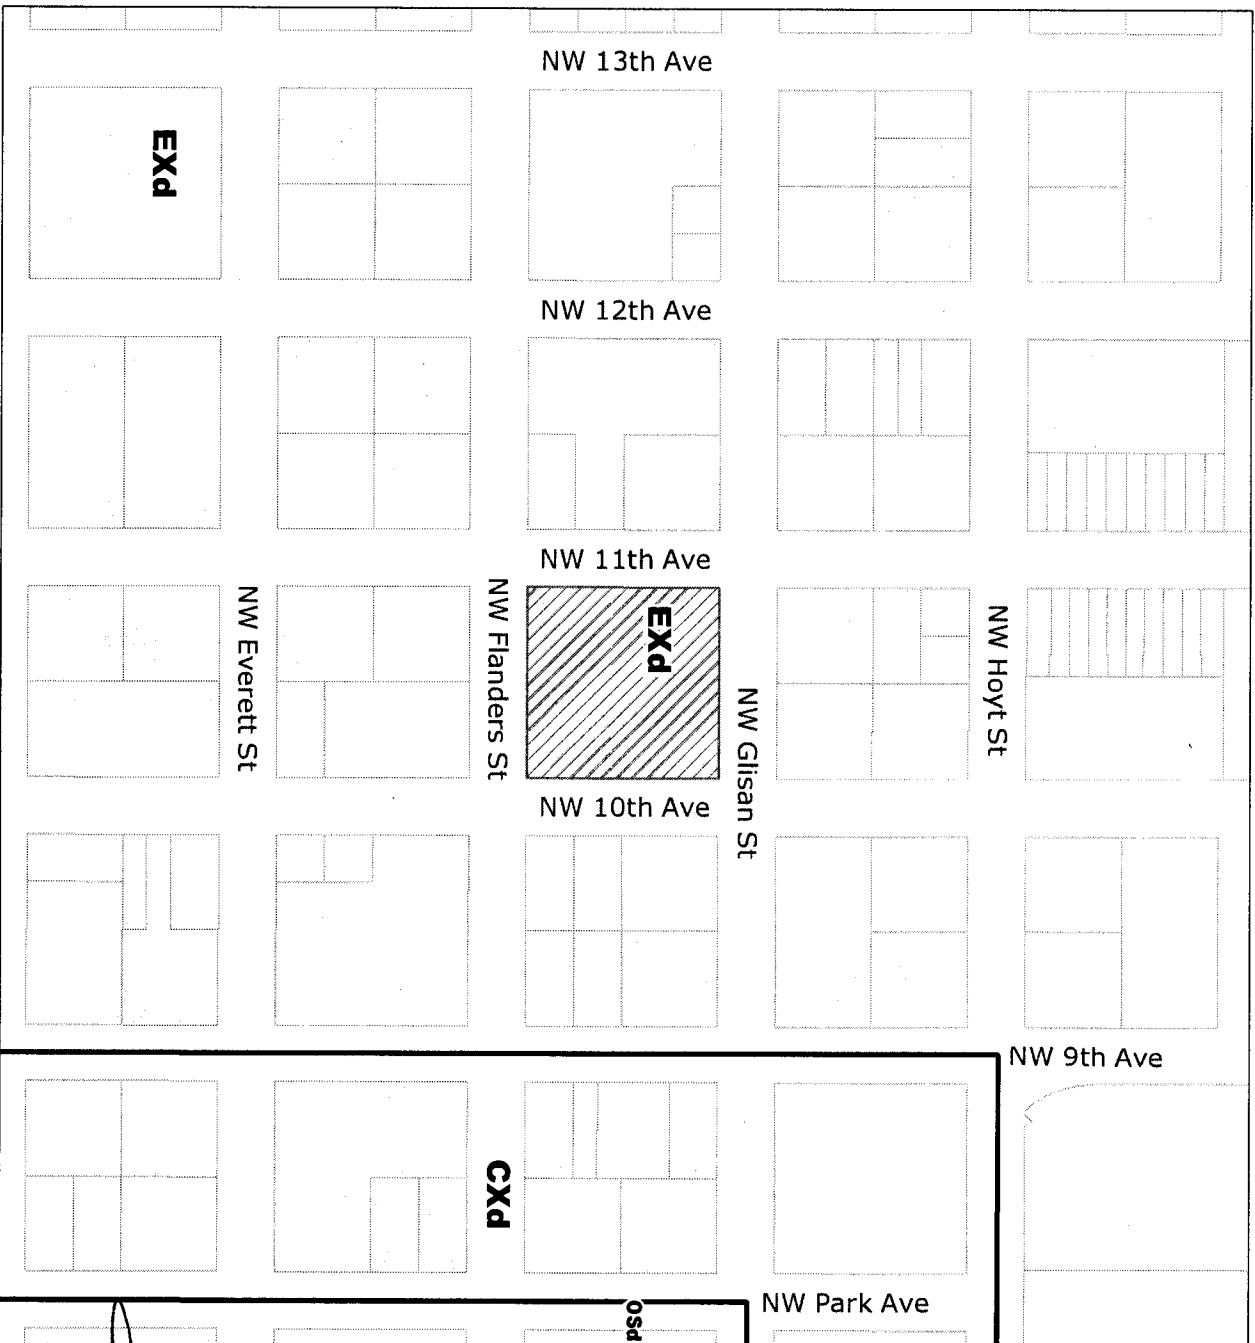 NW 13th Ave
EXd
NW 12th Ave
NW 11th Ave
NW Everett St
NW Flanders St
EXd
NW Glisan St
NW Hoyt St
NW 10th Ave
NW 9th Ave
CXd
NW Park Ave
OSd